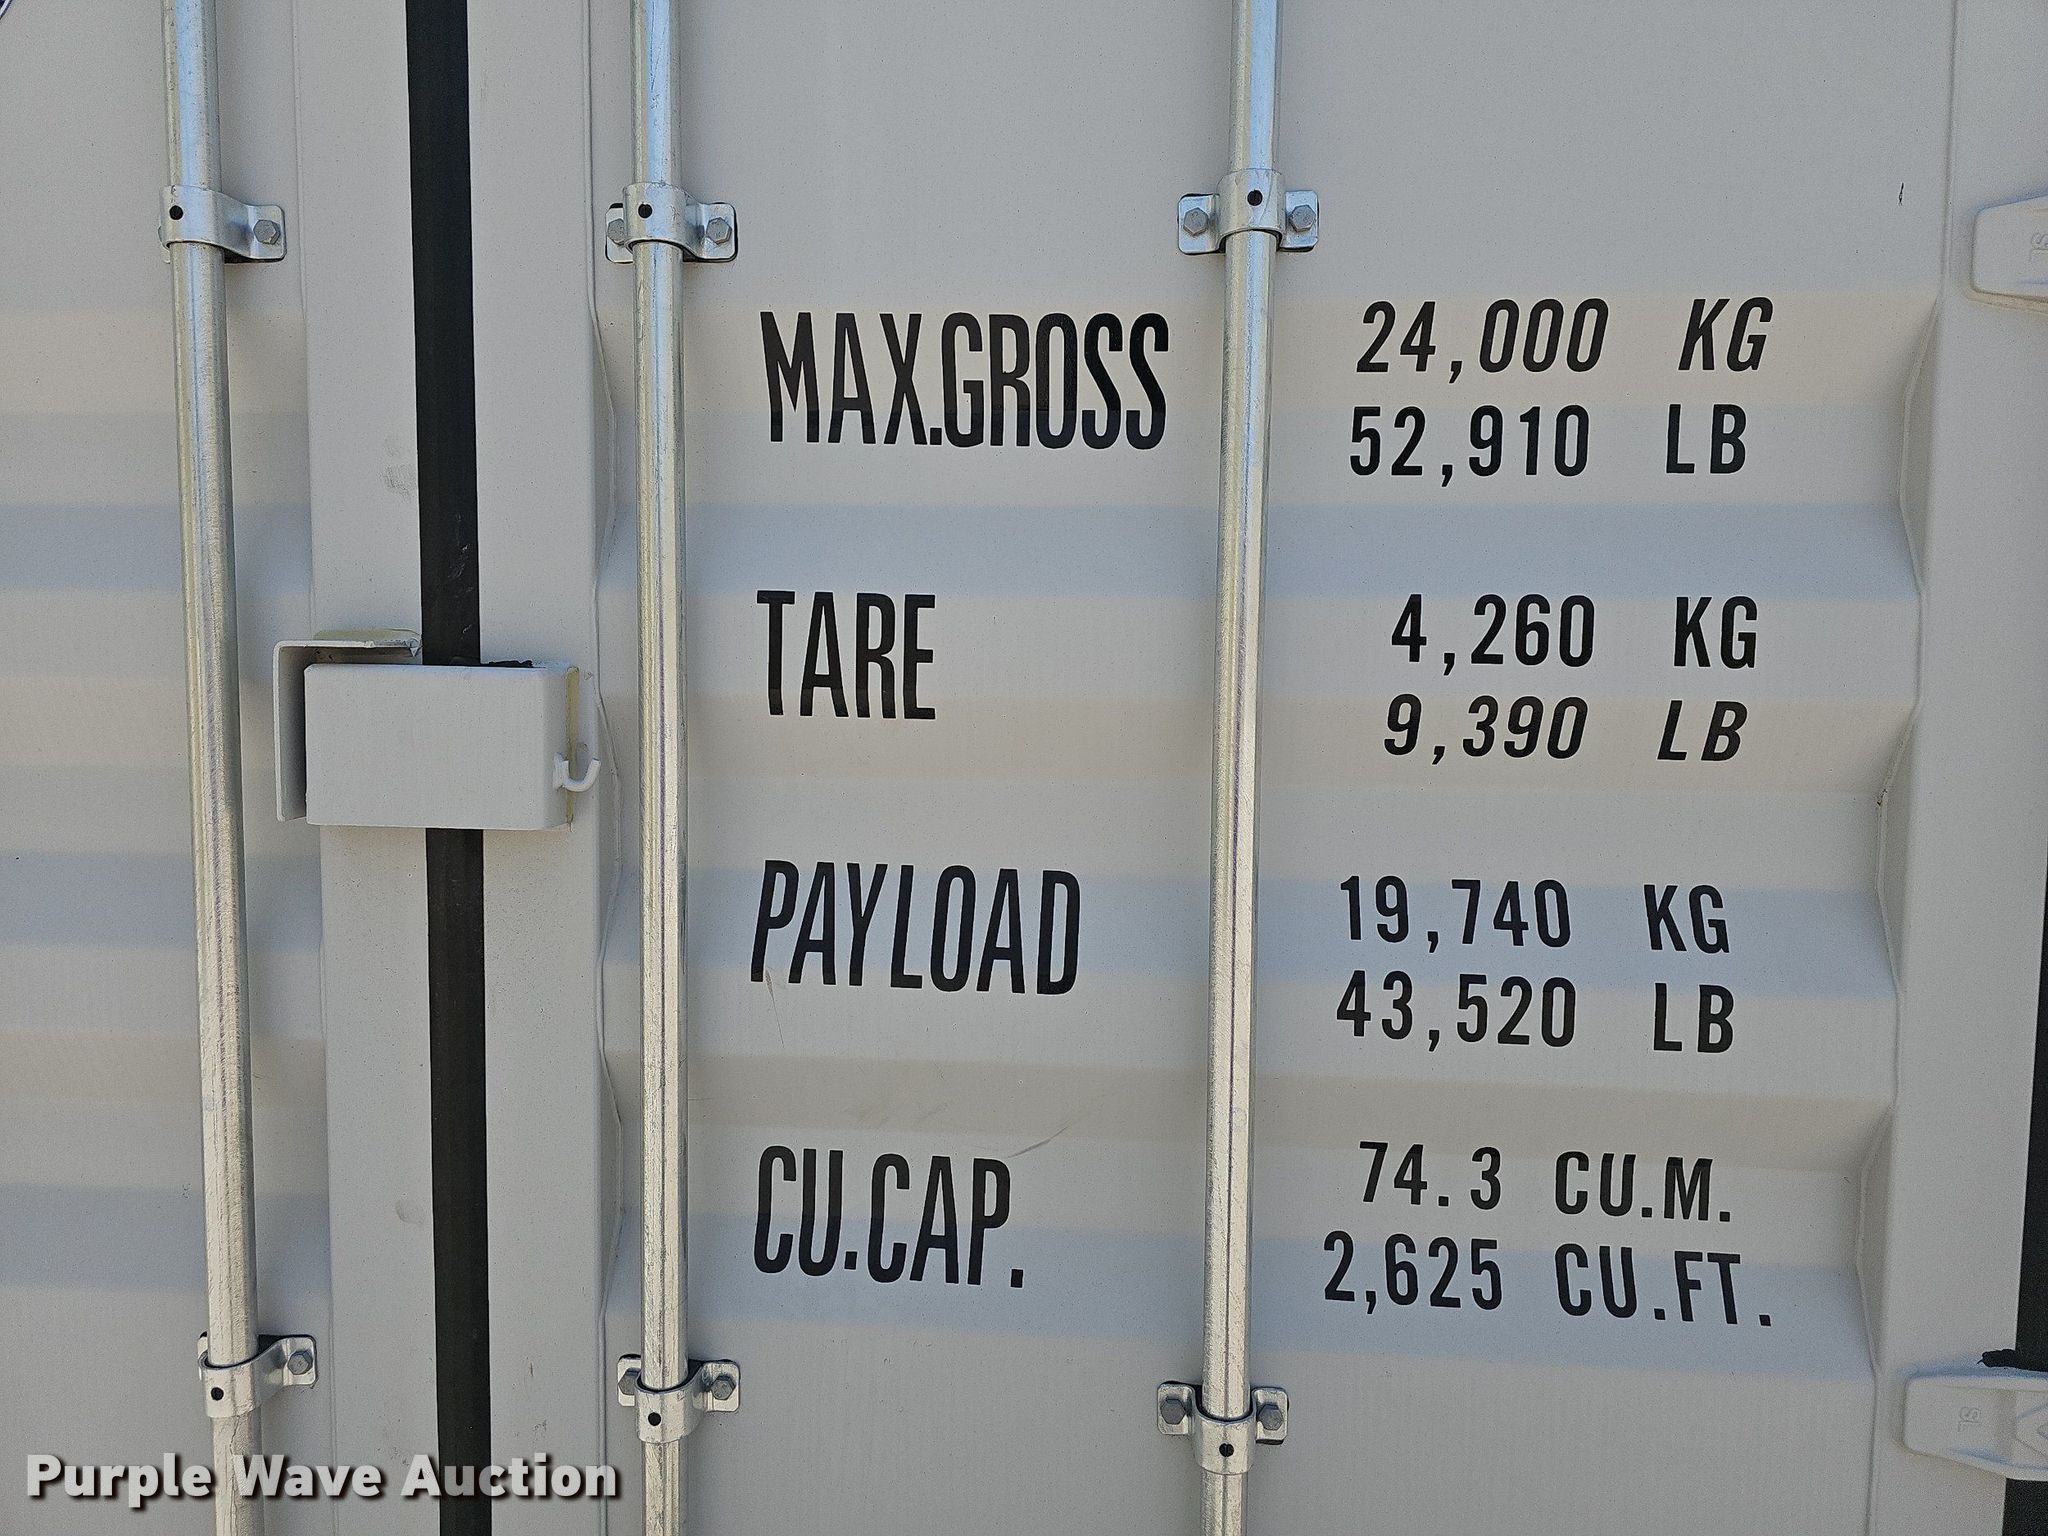 MAX.GROSS 24,000 KG
52,910 LB
TARE 4,260 KG
9,390 LB
PAYLOAD 19,740 KG
43,520 LB
CU.CAP. 74.3 CU.M.
2,625 CU.FT.
Purple Wave Auction